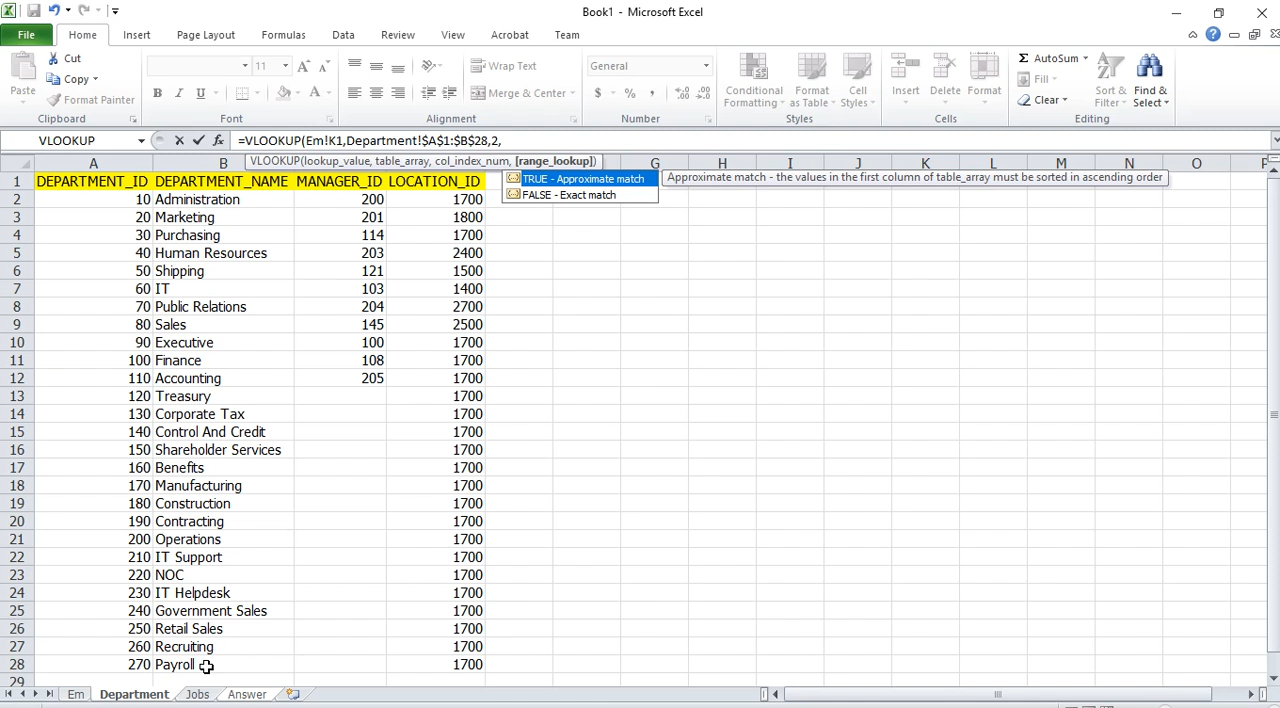 Book1 - Microsoft Excel
File Home Insert Page Layout Formulas Data Review View Acrobat Team
Paste Cut Copy Format Painter
11 A A
B I U A
Wrap Text
Merge & Center
General
$ % ,
Conditional Formatting Format as Table Cell Styles Insert Delete Format
AutoSum Fill Clear Sort & Filter Find & Select
Clipboard Font Alignment Number Styles Cells Editing
VLOOKUP fx =VLOOKUP(Em!K1,Department!$A$1:$B$28,2,
VLOOKUP(lookup_value, table_array, col_index_num, [range_lookup])
A B G H I J K L M N O P
TRUE - Approximate match Approximate match - the values in the first column of table_array must be sorted in ascending order
FALSE - Exact match
1 DEPARTMENT_ID DEPARTMENT_NAME MANAGER_ID LOCATION_ID
2 10 Administration 200 1700
3 20 Marketing 201 1800
4 30 Purchasing 114 1700
5 40 Human Resources 203 2400
6 50 Shipping 121 1500
7 60 IT 103 1400
8 70 Public Relations 204 2700
9 80 Sales 145 2500
10 90 Executive 100 1700
11 100 Finance 108 1700
12 110 Accounting 205 1700
13 120 Treasury 1700
14 130 Corporate Tax 1700
15 140 Control And Credit 1700
16 150 Shareholder Services 1700
17 160 Benefits 1700
18 170 Manufacturing 1700
19 180 Construction 1700
20 190 Contracting 1700
21 200 Operations 1700
22 210 IT Support 1700
23 220 NOC 1700
24 230 IT Helpdesk 1700
25 240 Government Sales 1700
26 250 Retail Sales 1700
27 260 Recruiting 1700
28 270 Payroll 1700
29
Em Department Jobs Answer